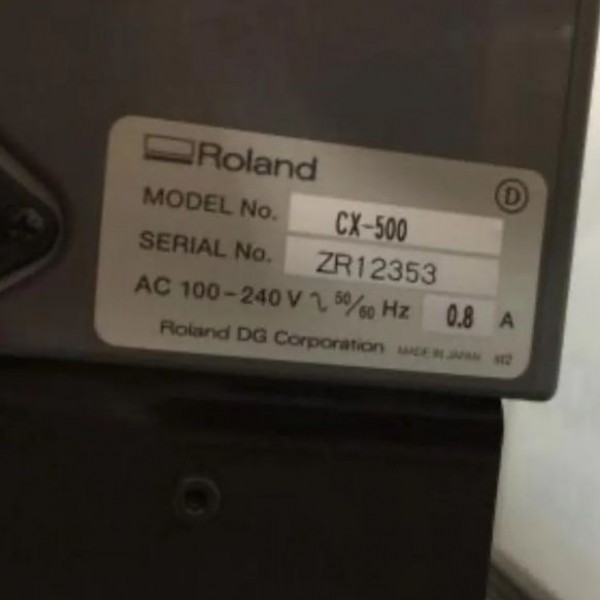 Roland
D
MODEL No. CX-500
SERIAL No. ZR12353
AC 100-240 V ∿ 50/60 Hz 0.8 A
Roland DG Corporation MADE IN JAPAN